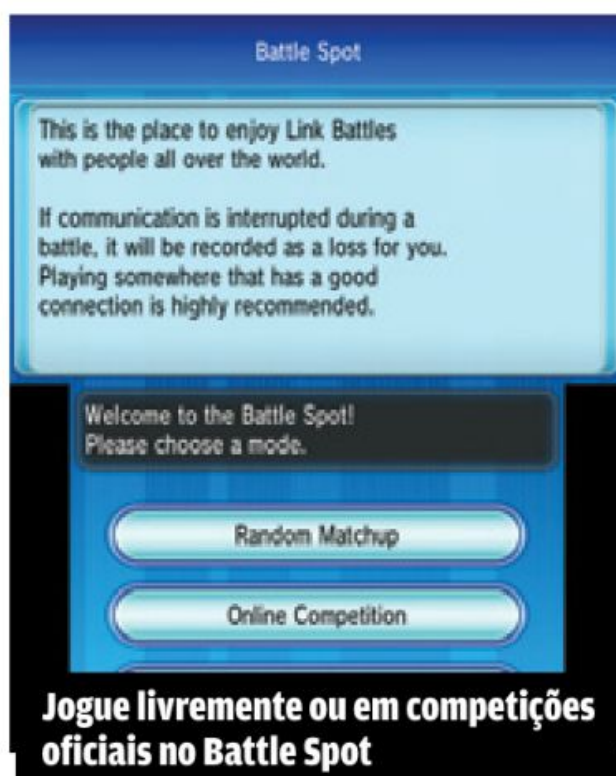 Battle Spot
This is the place to enjoy Link Battles
with people all over the world.
If communication is interrupted during a
battle, it will be recorded as a loss for you.
Playing somewhere that has a good
connection is highly recommended.
Welcome to the Battle Spot!
Please choose a mode.
Random Matchup
Online Competition
Jogue livremente ou em competições
oficiais no Battle Spot